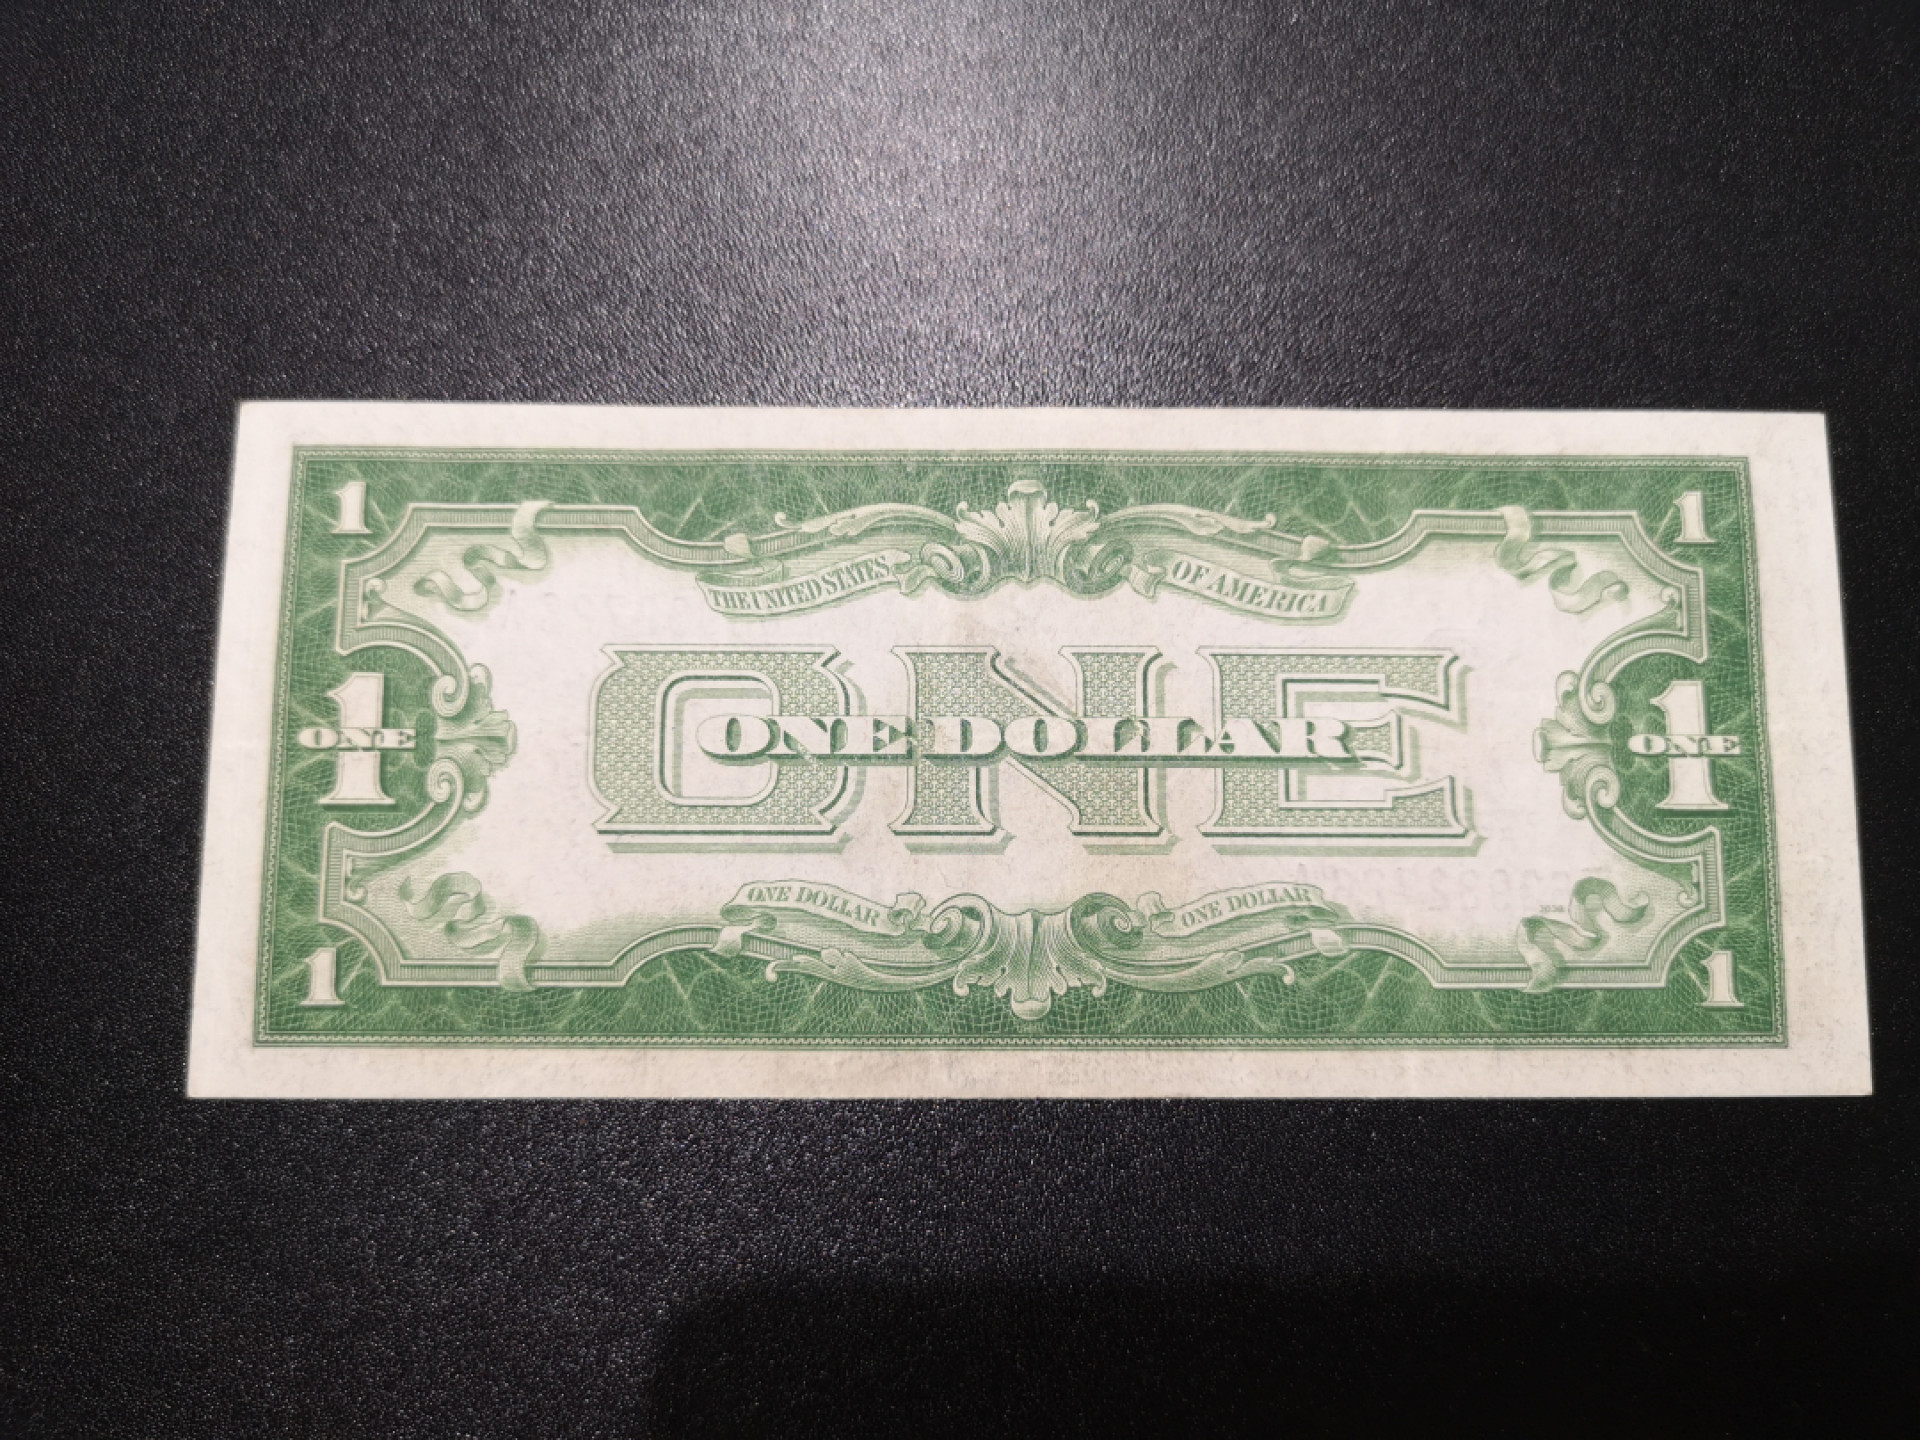 1 1
THE UNITED STATES OF AMERICA
ONE
1 ONE ONE DOLLAR 1 ONE
ONE DOLLAR ONE DOLLAR
1 1